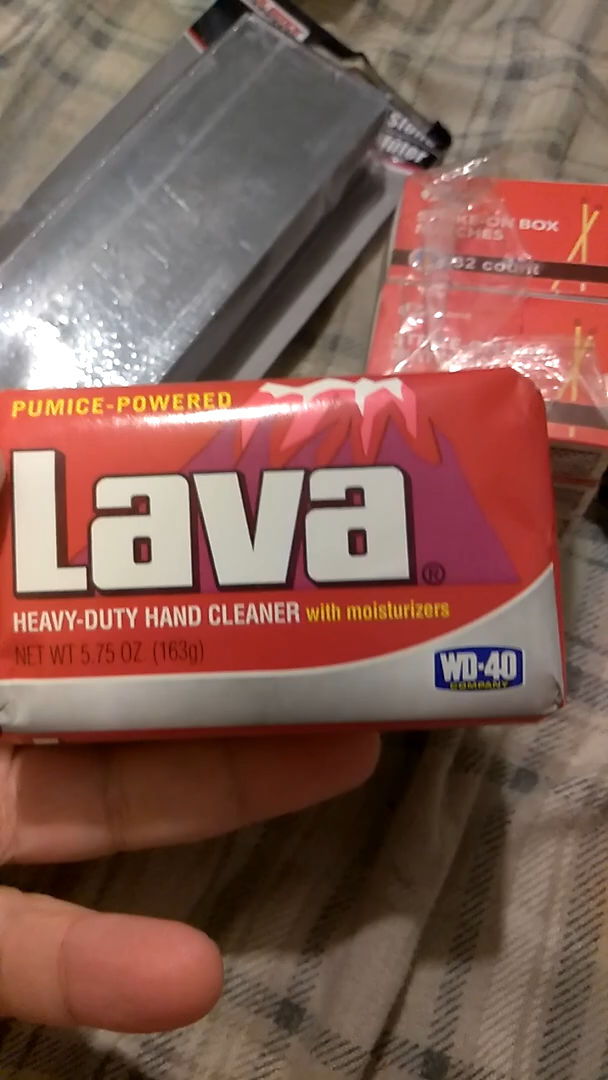 BOX
32 count
PUMICE-POWERED
Lava®
HEAVY-DUTY HAND CLEANER with moisturizers
NET WT 5.75 OZ. (163g)
WD-40
COMPANY